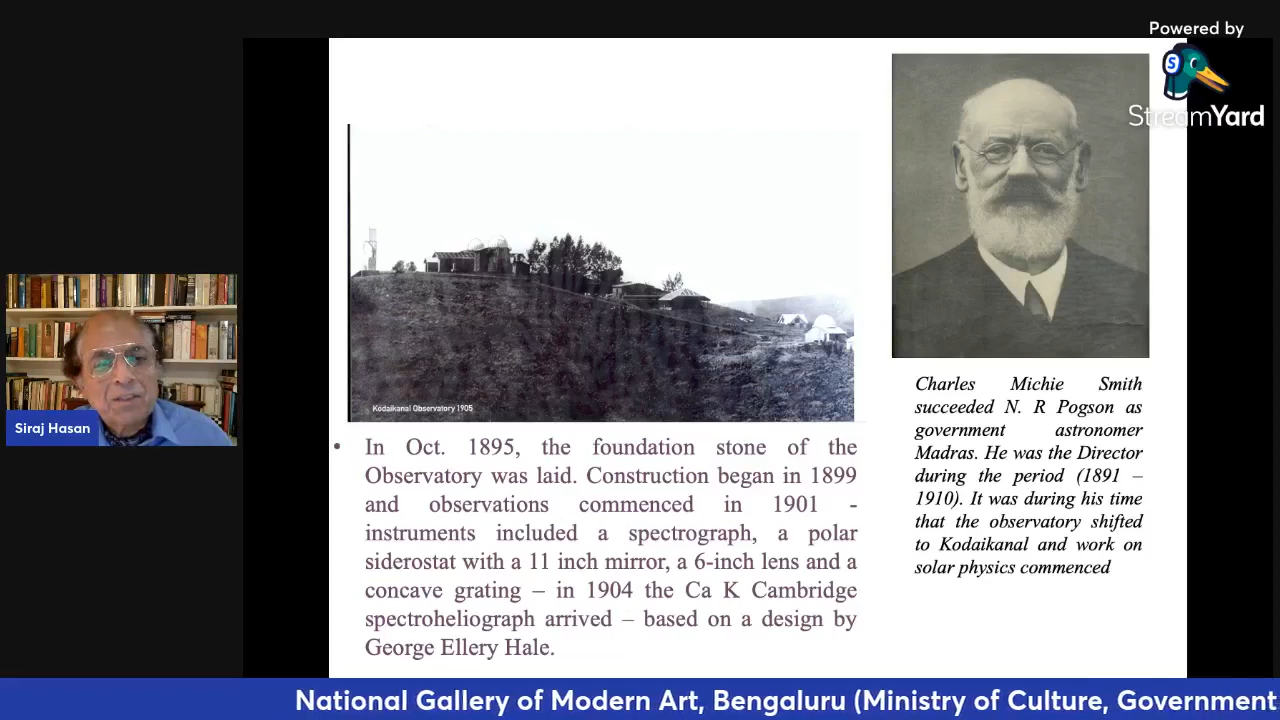 Powered by
S
StreamYard
Kodaikanal Observatory 1905
• In Oct. 1895, the foundation stone of the
Observatory was laid. Construction began in 1899
and observations commenced in 1901 -
instruments included a spectrograph, a polar
siderostat with a 11 inch mirror, a 6-inch lens and a
concave grating – in 1904 the Ca K Cambridge
spectroheliograph arrived – based on a design by
George Ellery Hale.
Charles Michie Smith
succeeded N. R Pogson as
government astronomer
Madras. He was the Director
during the period (1891 –
1910). It was during his time
that the observatory shifted
to Kodaikanal and work on
solar physics commenced
Siraj Hasan
National Gallery of Modern Art, Bengaluru (Ministry of Culture, Government